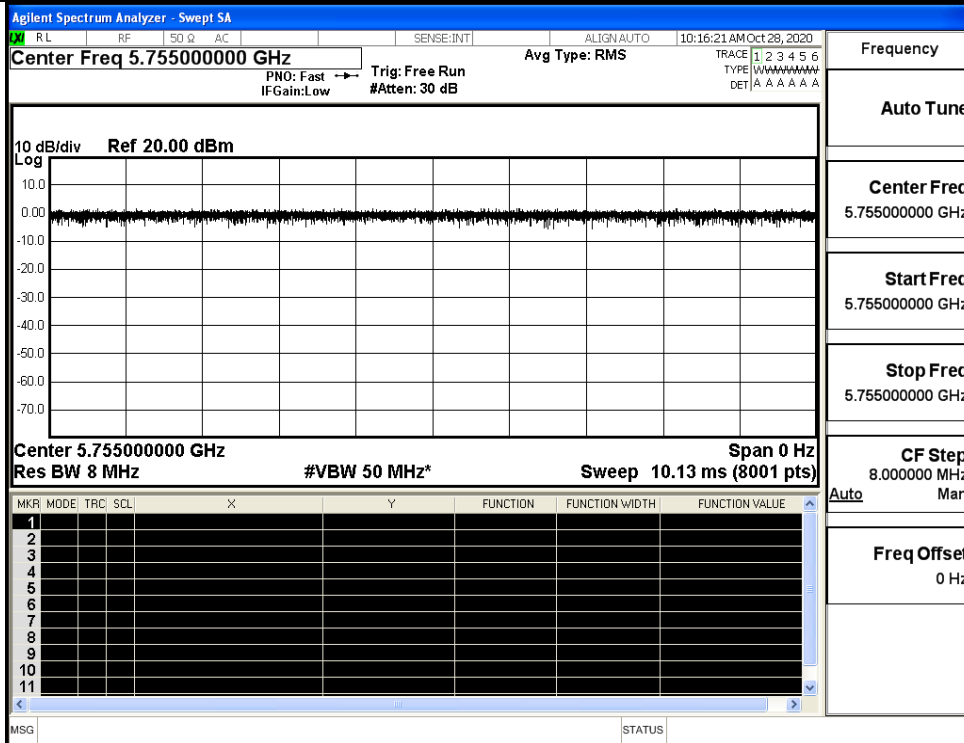 Agilent Spectrum Analyzer - Swept SA
LXI RL RF 50 Ω AC SENSE:INT ALIGN AUTO 10:16:21 AM Oct 28, 2020
Center Freq 5.755000000 GHz Avg Type: RMS TRACE 1 2 3 4 5 6
PNO: Fast Trig: Free Run TYPE WWWWWW
IFGain:Low #Atten: 30 dB DET A A A A A A
10 dB/div Ref 20.00 dBm
Log
10.0
0.00
-10.0
-20.0
-30.0
-40.0
-50.0
-60.0
-70.0
Center 5.755000000 GHz Span 0 Hz
Res BW 8 MHz #VBW 50 MHz* Sweep 10.13 ms (8001 pts)
MKR MODE TRC SCL X Y FUNCTION FUNCTION WIDTH FUNCTION VALUE
1
2
3
4
5
6
7
8
9
10
11
MSG STATUS
Frequency
Auto Tune
Center Freq
5.755000000 GHz
Start Freq
5.755000000 GHz
Stop Freq
5.755000000 GHz
CF Step
8.000000 MHz
Auto Man
Freq Offset
0 Hz